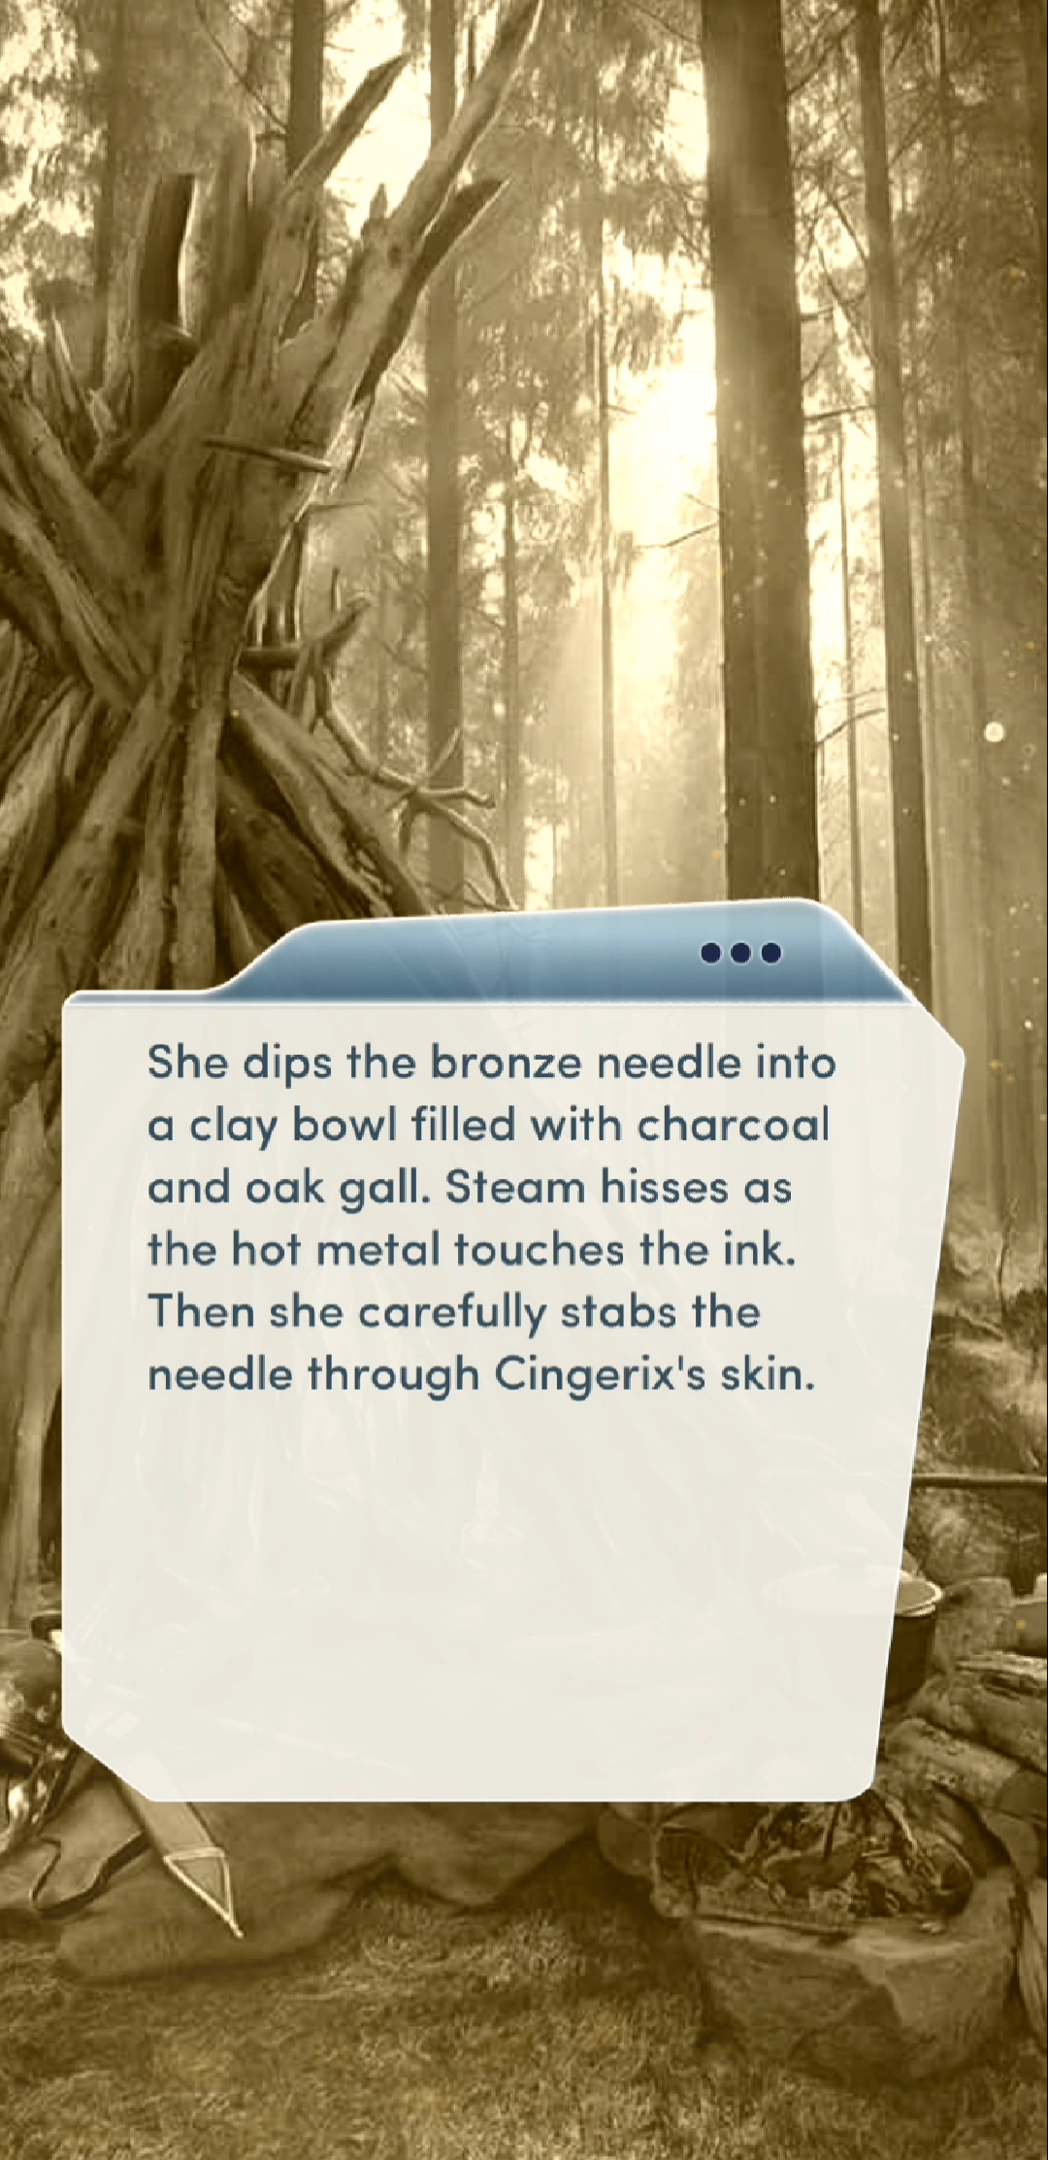 She dips the bronze needle into
a clay bowl filled with charcoal
and oak gall. Steam hisses as
the hot metal touches the ink.
Then she carefully stabs the
needle through Cingerix's skin.